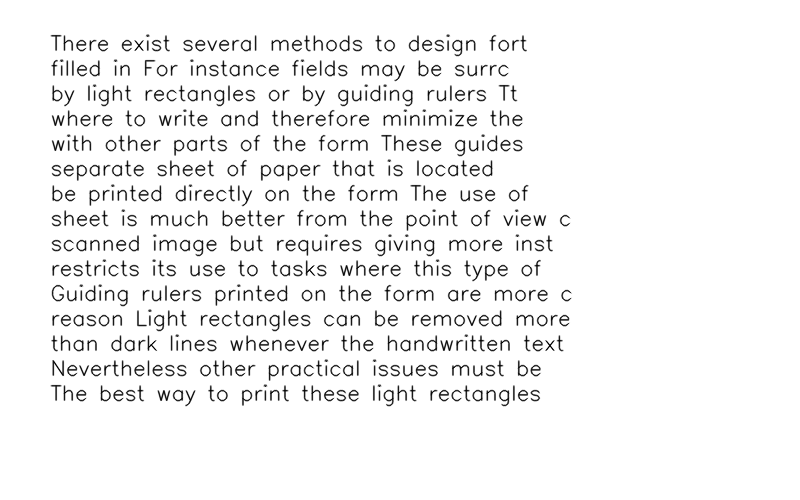 There exist several methods to design fort
filled in For instance fields may be surrc
by light rectangles or by guiding rulers Tt
where to write and therefore minimize the
with other parts of the form These guides
separate sheet of paper that is located
be printed directly on the form The use of
sheet is much better from the point of view c
scanned image but requires giving more inst
restricts its use to tasks where this type of
Guiding rulers printed on the form are more c
reason Light rectangles can be removed more
than dark lines whenever the handwritten text
Nevertheless other practical issues must be
The best way to print these light rectangles